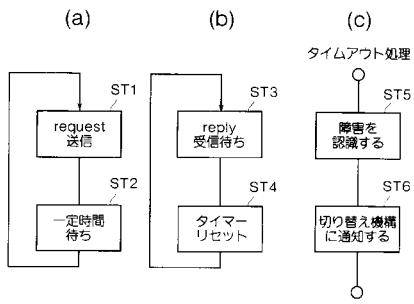 (a)
ST1
request
送信
ST2
一定時間
待ち
(b)
ST3
reply
受信待ち
ST4
タイマー
リセット
(c)
タイムアウト処理
ST5
障害を
認識する
ST6
切り替え機構
に通知する